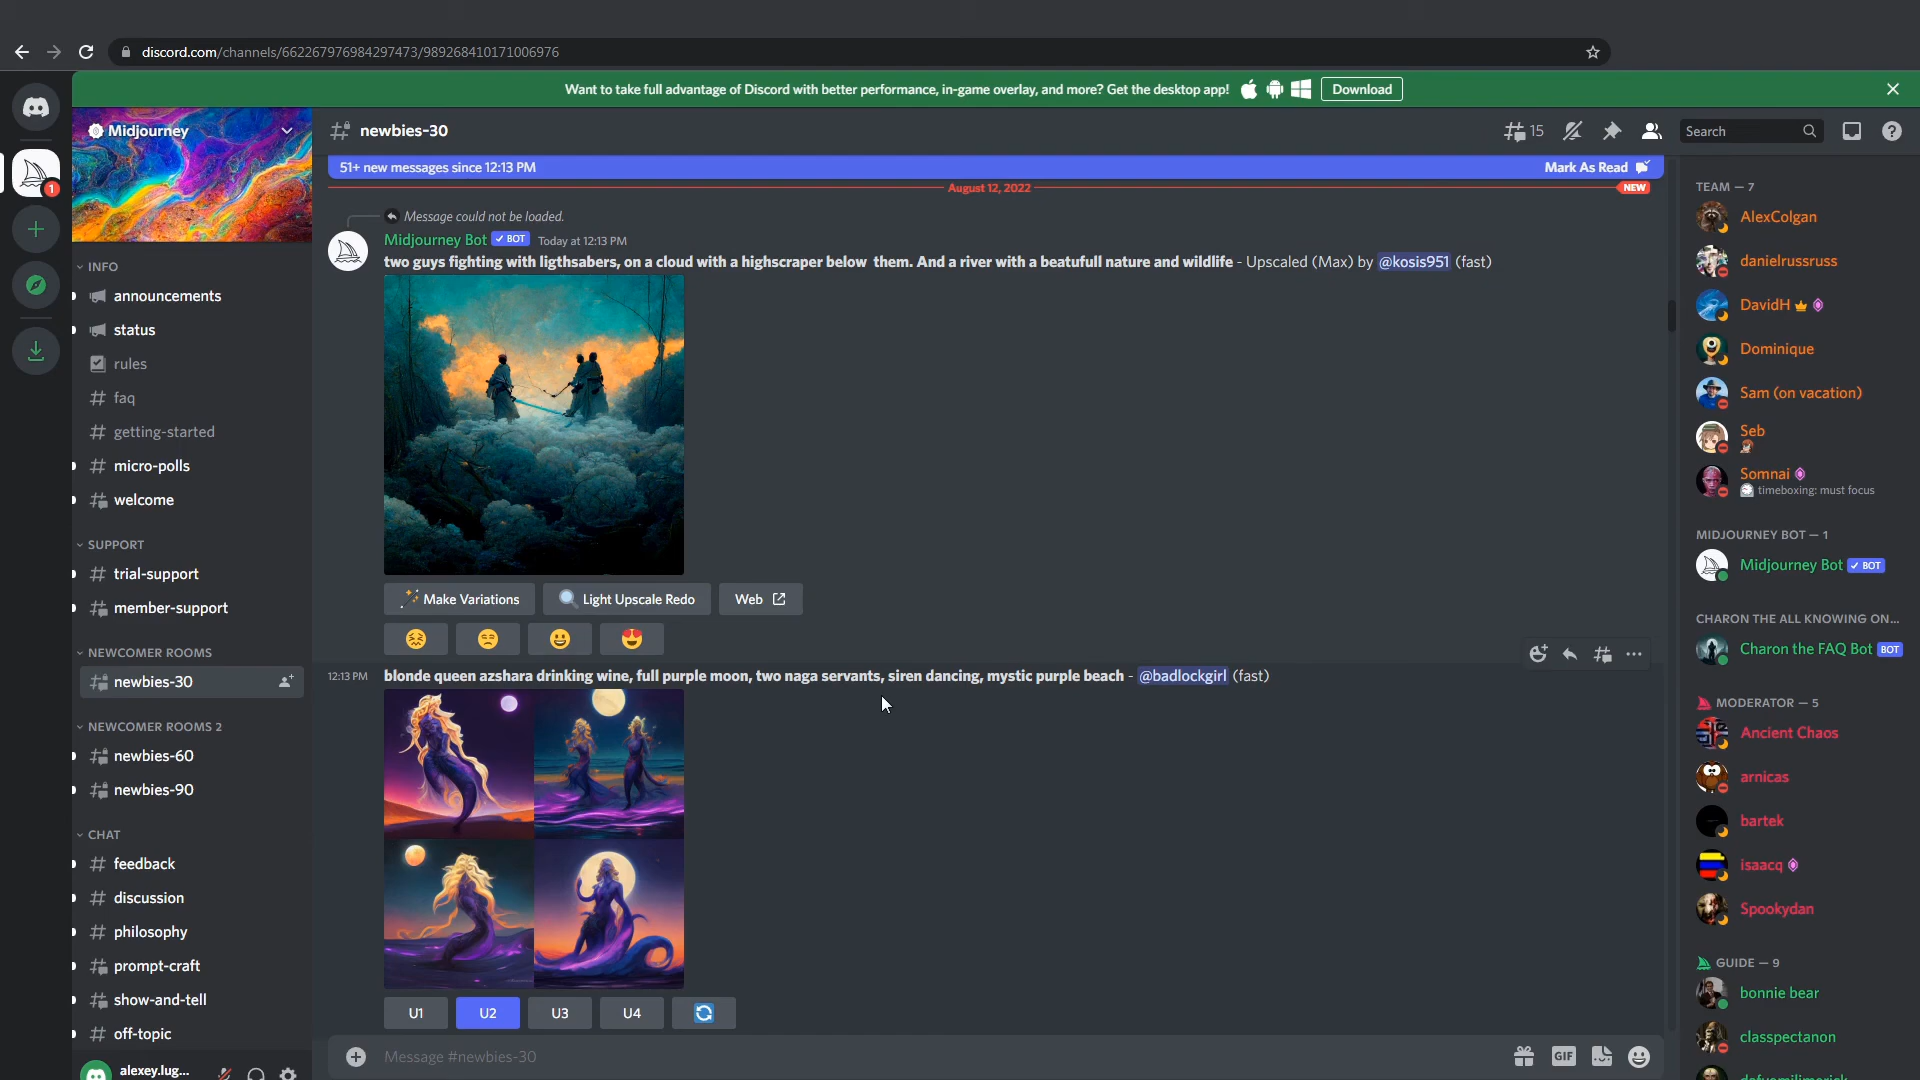 discord.com/channels/662267976984297473/989268410171006976
Want to take full advantage of Discord with better performance, in-game overlay, and more? Get the desktop app!
Download
Midjourney
newbies-30
15
Search
51+ new messages since 12:13 PM
Mark As Read
August 12, 2022
NEW
1
INFO
announcements
status
rules
faq
getting-started
micro-polls
welcome
SUPPORT
trial-support
member-support
NEWCOMER ROOMS
newbies-30
NEWCOMER ROOMS 2
newbies-60
newbies-90
CHAT
feedback
discussion
philosophy
prompt-craft
show-and-tell
off-topic
alexey.lug...
Message could not be loaded.
Midjourney Bot ✓ BOT Today at 12:13 PM
two guys fighting with ligthsabers, on a cloud with a highscraper below them. And a river with a beatufull nature and wildlife - Upscaled (Max) by @kosis951 (fast)
Make Variations
Light Upscale Redo
Web
12:13 PM
blonde queen azshara drinking wine, full purple moon, two naga servants, siren dancing, mystic purple beach - @badlockgirl (fast)
U1
U2
U3
U4
Message #newbies-30
GIF
TEAM — 7
AlexColgan
danielrussruss
DavidH
Dominique
Sam (on vacation)
Seb
Somnai
timeboxing: must focus
MIDJOURNEY BOT — 1
Midjourney Bot ✓ BOT
CHARON THE ALL KNOWING ON...
Charon the FAQ Bot BOT
MODERATOR — 5
Ancient Chaos
arnicas
bartek
isaacq
Spookydan
GUIDE — 9
bonnie bear
classpectanon